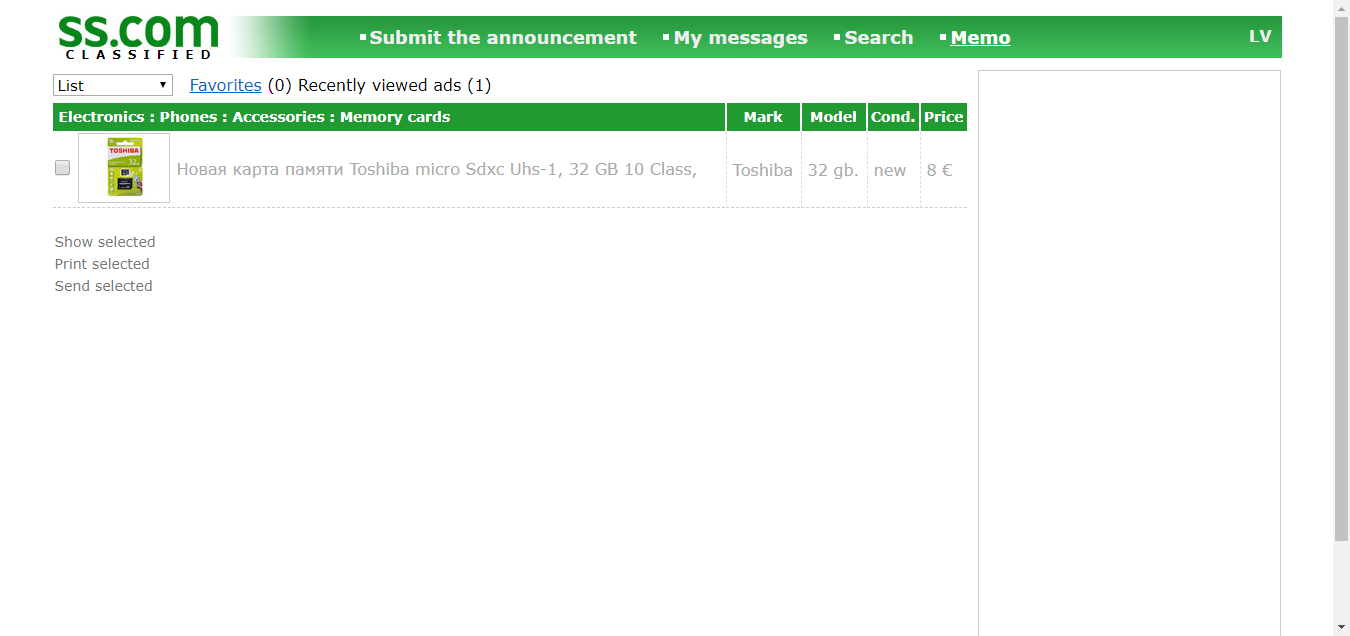 ss.com
CLASSIFIED
Submit the announcement My messages Search Memo LV
List Favorites (0) Recently viewed ads (1)
Electronics : Phones : Accessories : Memory cards Mark Model Cond. Price
TOSHIBA
Новая карта памяти Toshiba micro Sdxc Uhs-1, 32 GB 10 Class, Toshiba 32 gb. new 8 €
Show selected
Print selected
Send selected